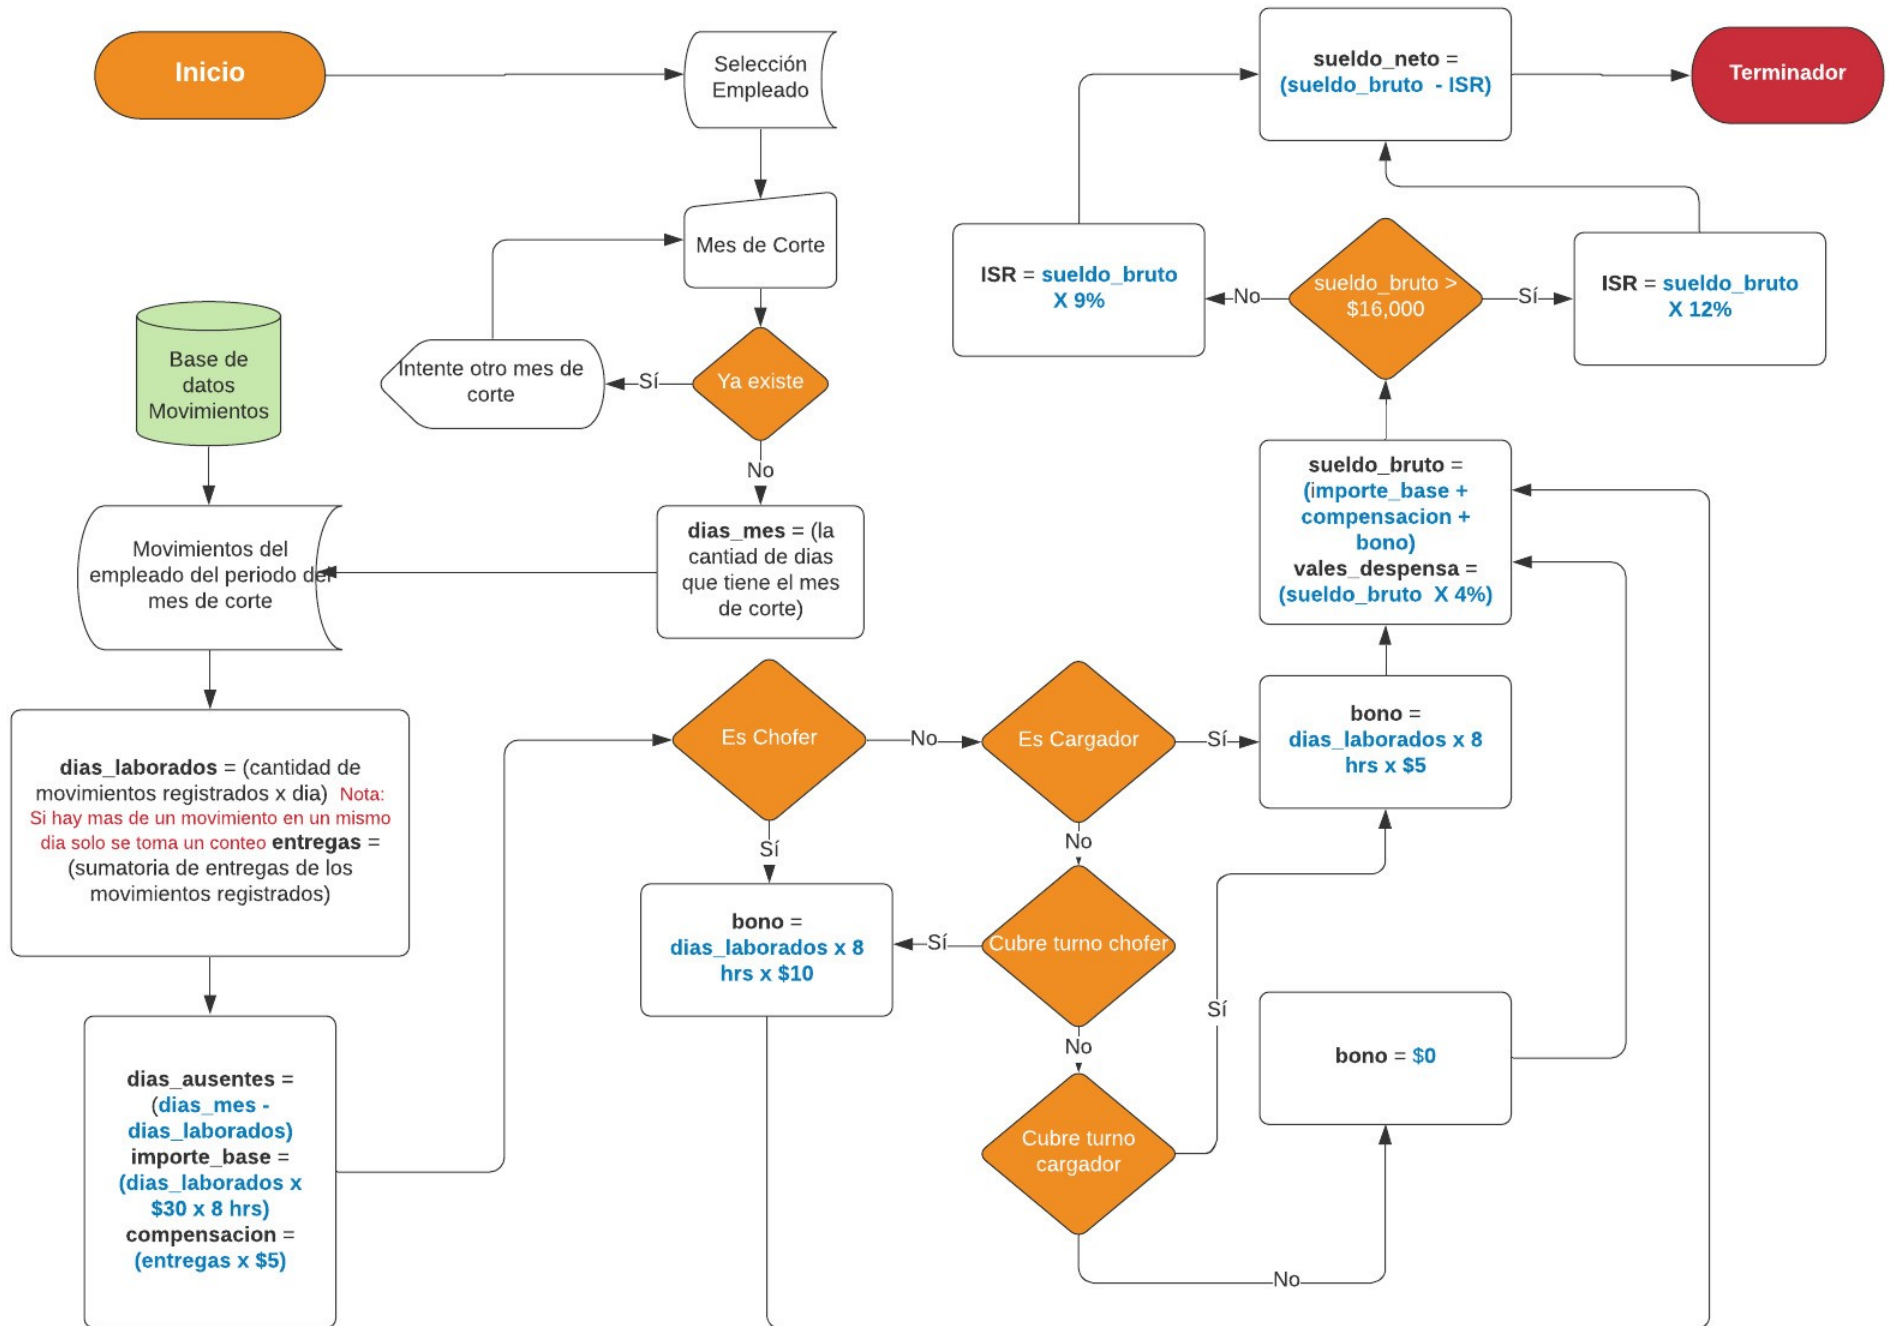 Inicio
Selección
Empleado
Mes de Corte
Ya existe
Sí
Intente otro mes de
corte
No
dias_mes = (la
cantiad de dias
que tiene el mes
de corte)
Base de
datos
Movimientos
Movimientos del
empleado del periodo del
mes de corte
dias_laborados = (cantidad de
movimientos registrados x dia) Nota:
Si hay mas de un movimiento en un mismo
dia solo se toma un conteo entregas =
(sumatoria de entregas de los
movimientos registrados)
dias_ausentes =
(dias_mes -
dias_laborados)
importe_base =
(dias_laborados x
$30 x 8 hrs)
compensacion =
(entregas x $5)
Es Chofer
No
Sí
bono =
dias_laborados x 8
hrs x $10
Es Cargador
Sí
No
bono =
dias_laborados x 8
hrs x $5
Cubre turno chofer
Sí
No
Cubre turno
cargador
Sí
No
bono = $0
sueldo_bruto =
(importe_base +
compensacion +
bono)
vales_despensa =
(sueldo_bruto X 4%)
sueldo_bruto >
$16,000
No
Sí
ISR = sueldo_bruto
X 9%
ISR = sueldo_bruto
X 12%
sueldo_neto =
(sueldo_bruto - ISR)
Terminador